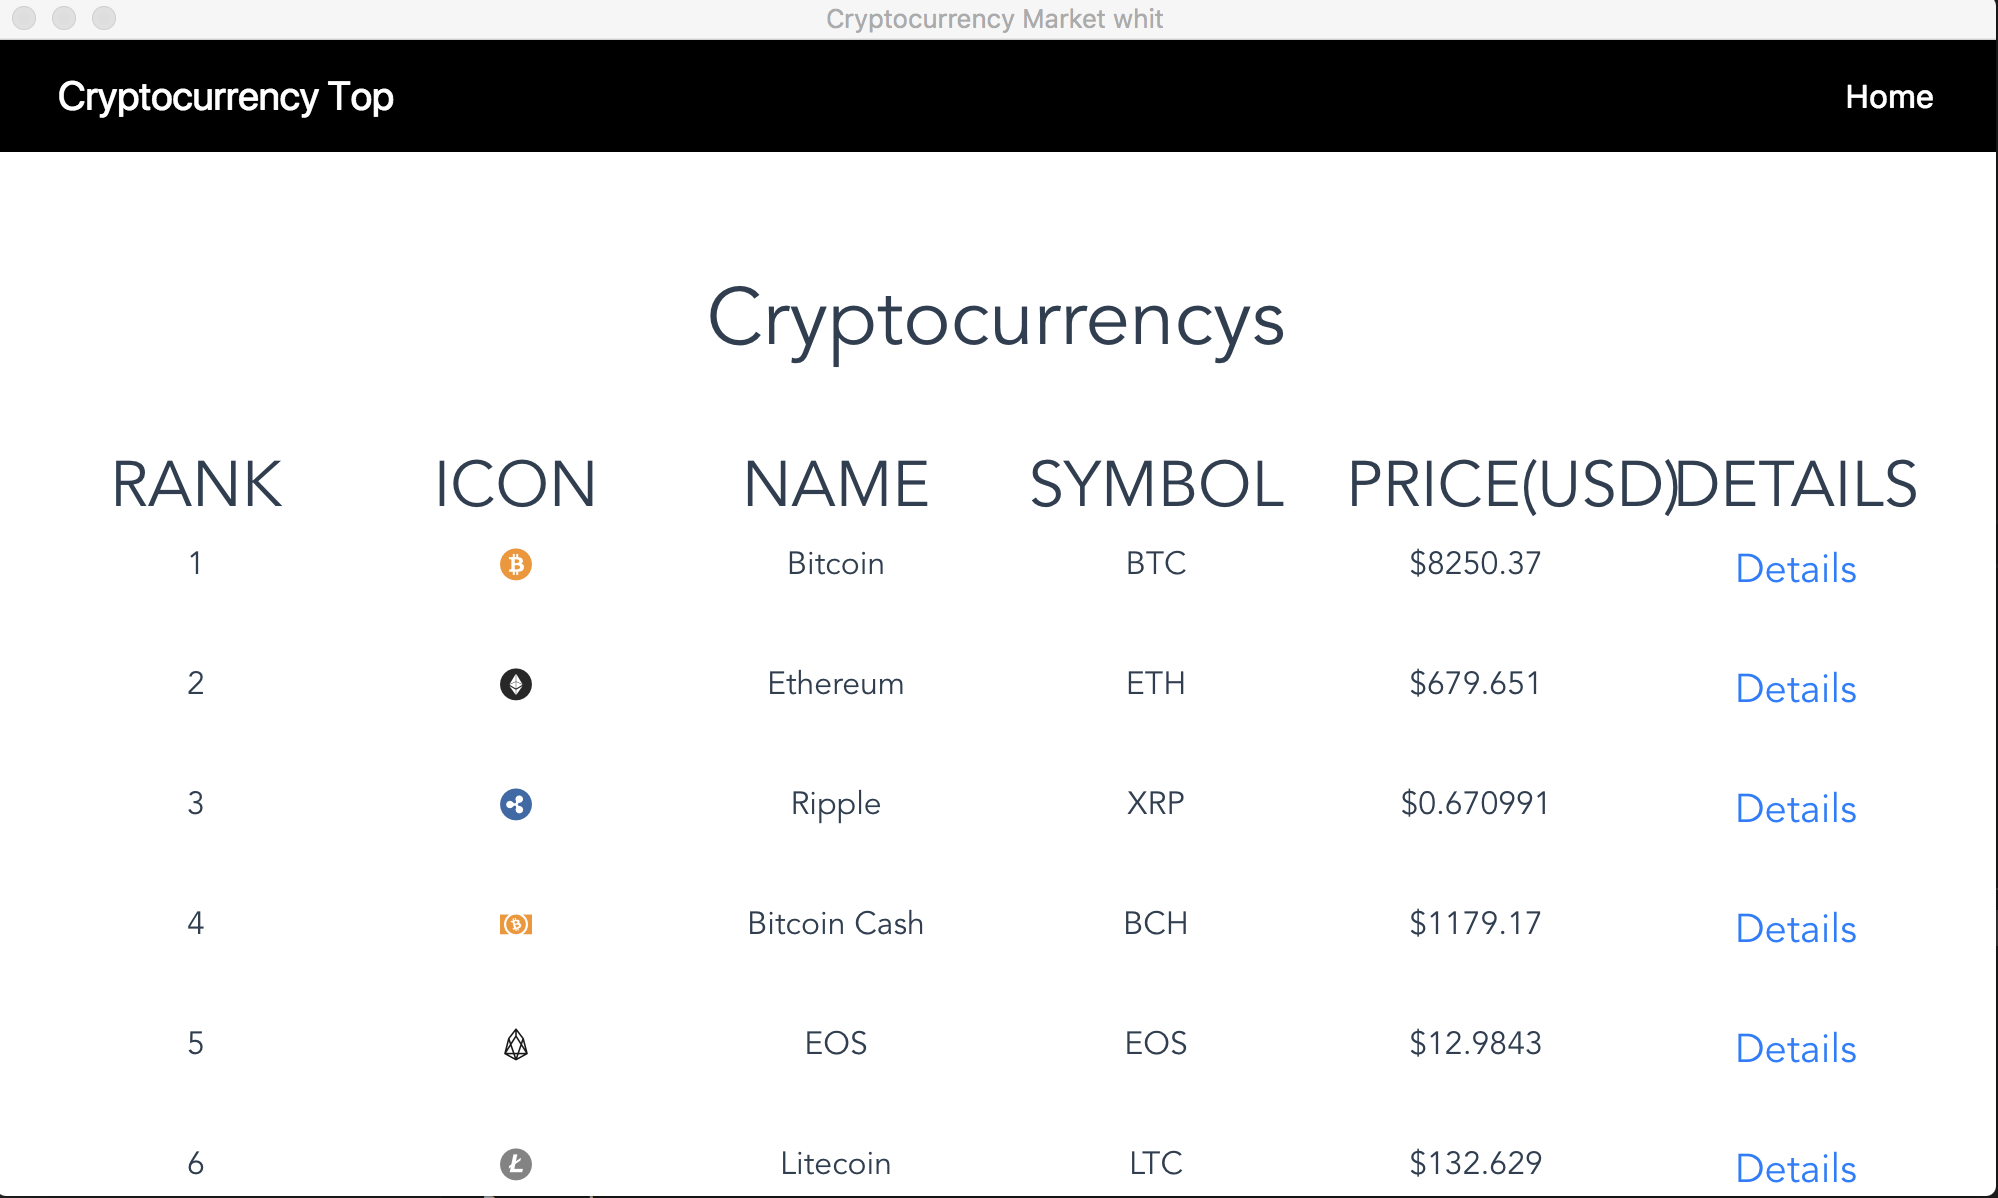 Cryptocurrency Market whit
Cryptocurrency Top Home
Cryptocurrencys
RANK ICON NAME SYMBOL PRICE(USD) DETAILS
1 Bitcoin BTC $8250.37 Details
2 Ethereum ETH $679.651 Details
3 Ripple XRP $0.670991 Details
4 Bitcoin Cash BCH $1179.17 Details
5 EOS EOS $12.9843 Details
6 Litecoin LTC $132.629 Details